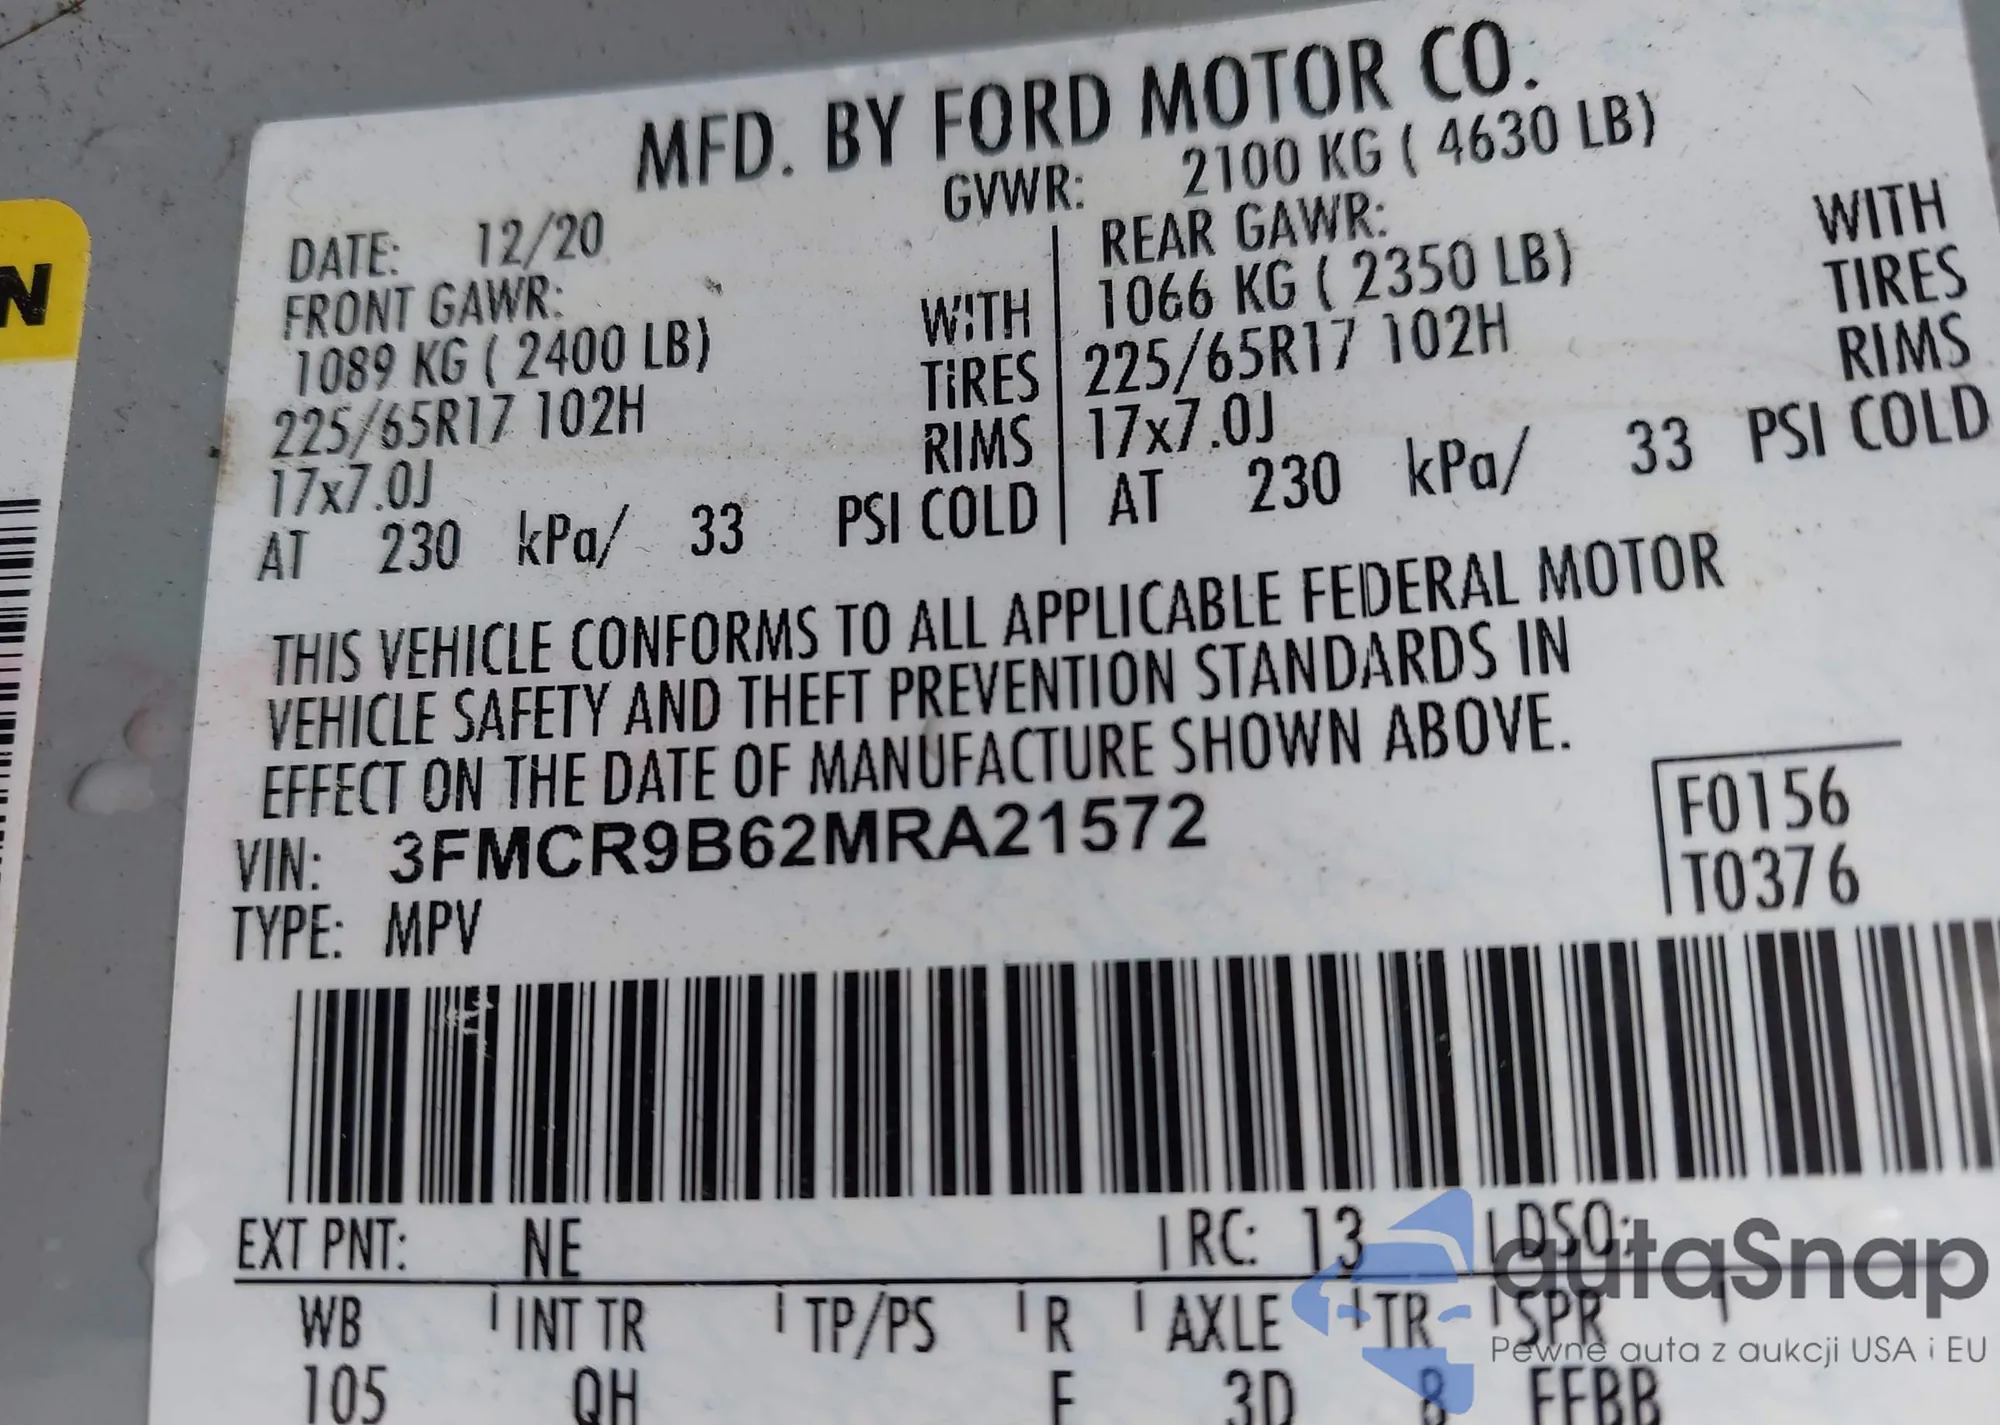 MFD. BY FORD MOTOR CO.
DATE: 12/20 GVWR: 2100 KG ( 4630 LB)
FRONT GAWR: REAR GAWR:
1089 KG ( 2400 LB) WITH 1066 KG ( 2350 LB) WITH
225/65R17 102H TIRES 225/65R17 102H TIRES
17x7.0J RIMS 17x7.0J RIMS
AT 230 kPa/ 33 PSI COLD AT 230 kPa/ 33 PSI COLD
THIS VEHICLE CONFORMS TO ALL APPLICABLE FEDERAL MOTOR
VEHICLE SAFETY AND THEFT PREVENTION STANDARDS IN
EFFECT ON THE DATE OF MANUFACTURE SHOWN ABOVE.
VIN: 3FMCR9B62MRA21572
TYPE: MPV
F0156
T0376
EXT PNT: NE RC: 13 DSO:
WB INT TR TP/PS R AXLE TR SPR
105 QH F 3D 8 FFBB
N
autaSnap
Pewne auta z aukcji USA i EU